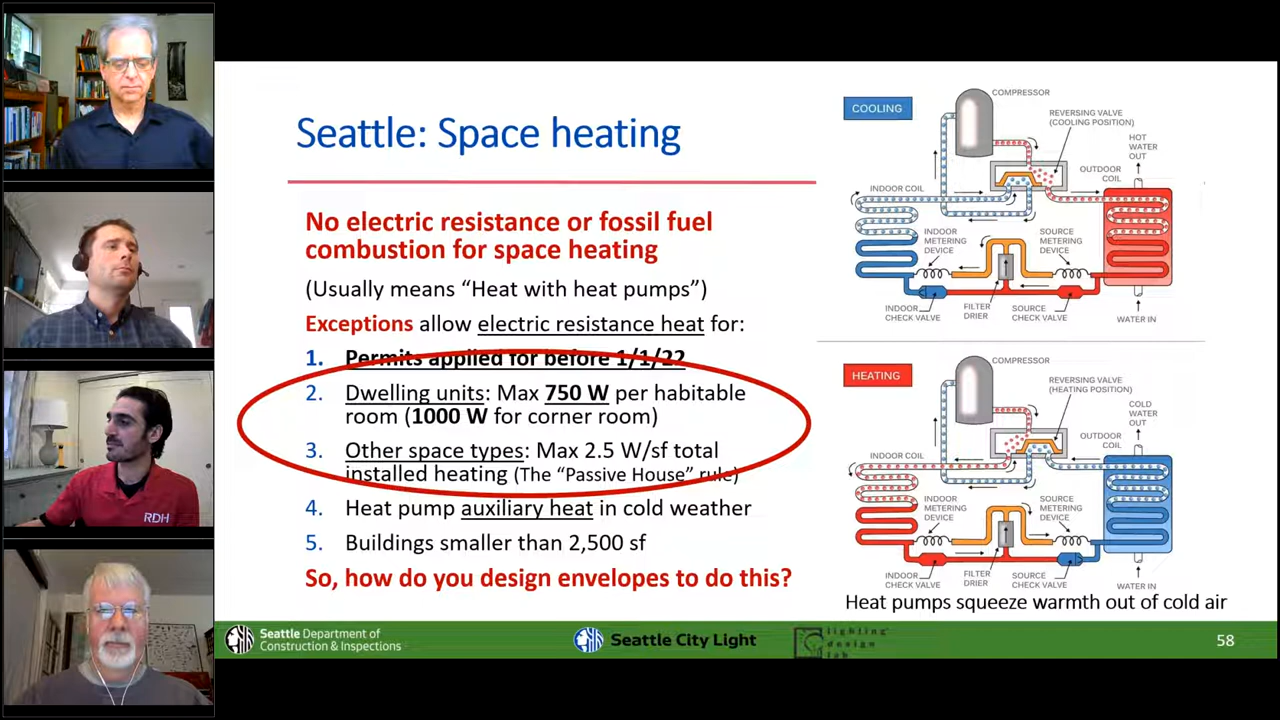 Seattle: Space heating
No electric resistance or fossil fuel
combustion for space heating
(Usually means “Heat with heat pumps”)
Exceptions allow electric resistance heat for:
1. Permits applied for before 1/1/22
2. Dwelling units: Max 750 W per habitable
room (1000 W for corner room)
3. Other space types: Max 2.5 W/sf total
installed heating (The “Passive House” rule)
4. Heat pump auxiliary heat in cold weather
5. Buildings smaller than 2,500 sf
So, how do you design envelopes to do this?
COOLING
COMPRESSOR
REVERSING VALVE
(COOLING POSITION)
HOT
WATER
OUT
OUTDOOR
COIL
INDOOR COIL
INDOOR
METERING
DEVICE
SOURCE
METERING
DEVICE
INDOOR
CHECK VALVE
FILTER
DRIER
SOURCE
CHECK VALVE
WATER IN
HEATING
COMPRESSOR
REVERSING VALVE
(HEATING POSITION)
COLD
WATER
OUT
OUTDOOR
COIL
INDOOR COIL
INDOOR
METERING
DEVICE
SOURCE
METERING
DEVICE
INDOOR
CHECK VALVE
FILTER
DRIER
SOURCE
CHECK VALVE
WATER IN
Heat pumps squeeze warmth out of cold air
RDH
Seattle Department of
Construction & Inspections
Seattle City Light
lighting
design
lab
58